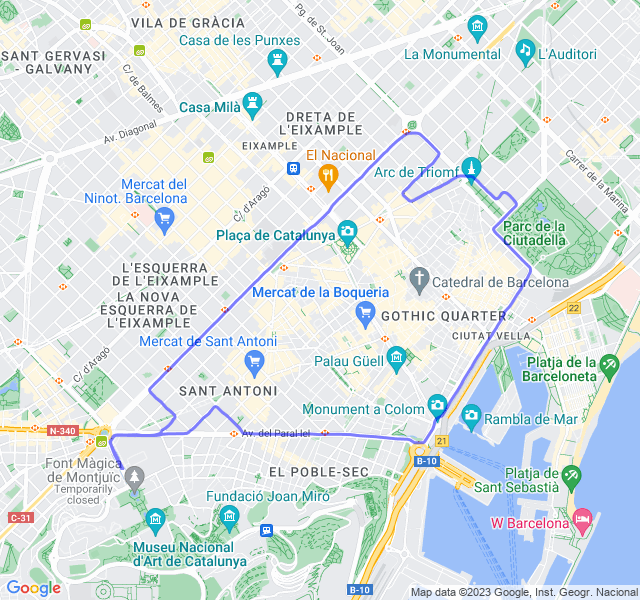 VILA DE GRÀCIA
Casa de les Punxes
Pg. de St. Joan
La Monumental
L'Auditori
SANT GERVASI
- GALVANY
C/ de Balmes
Casa Milà
DRETA DE
L'EIXAMPLE
Av. Diagonal
EIXAMPLE
El Nacional
Arc de Triomf
Carrer de la Marina
Mercat del
Ninot. Barcelona
C/ d'Aragó
Plaça de Catalunya
Parc de la
Ciutadella
L'ESQUERRA
DE L'EIXAMPLE
LA NOVA
ESQUERRA DE
L'EIXAMPLE
Catedral de Barcelona
Mercat de la Boqueria
GOTHIC QUARTER
22
CIUTAT VELLA
Mercat de Sant Antoni
C/ d'Aragó
Palau Güell
Platja de la
Barceloneta
SANT ANTONI
Monument a Colom
Rambla de Mar
N-340
Av. del Paral·lel
21
B-10
Font Màgica
de Montjuïc
Temporarily
closed
EL POBLE-SEC
Platja de
Sant Sebastià
Fundació Joan Miró
C-31
W Barcelona
Museu Nacional
d'Art de Catalunya
B-10
Google
Map data ©2023 Google, Inst. Geogr. Nacional